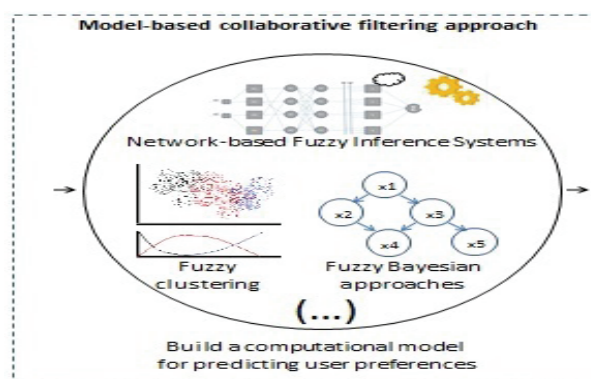 Model-based collaborative filtering approach
Network-based Fuzzy Inference Systems
x1
x2
x3
x4
x5
Fuzzy
clustering
Fuzzy Bayesian
approaches
(...)
Build a computational model
for predicting user preferences